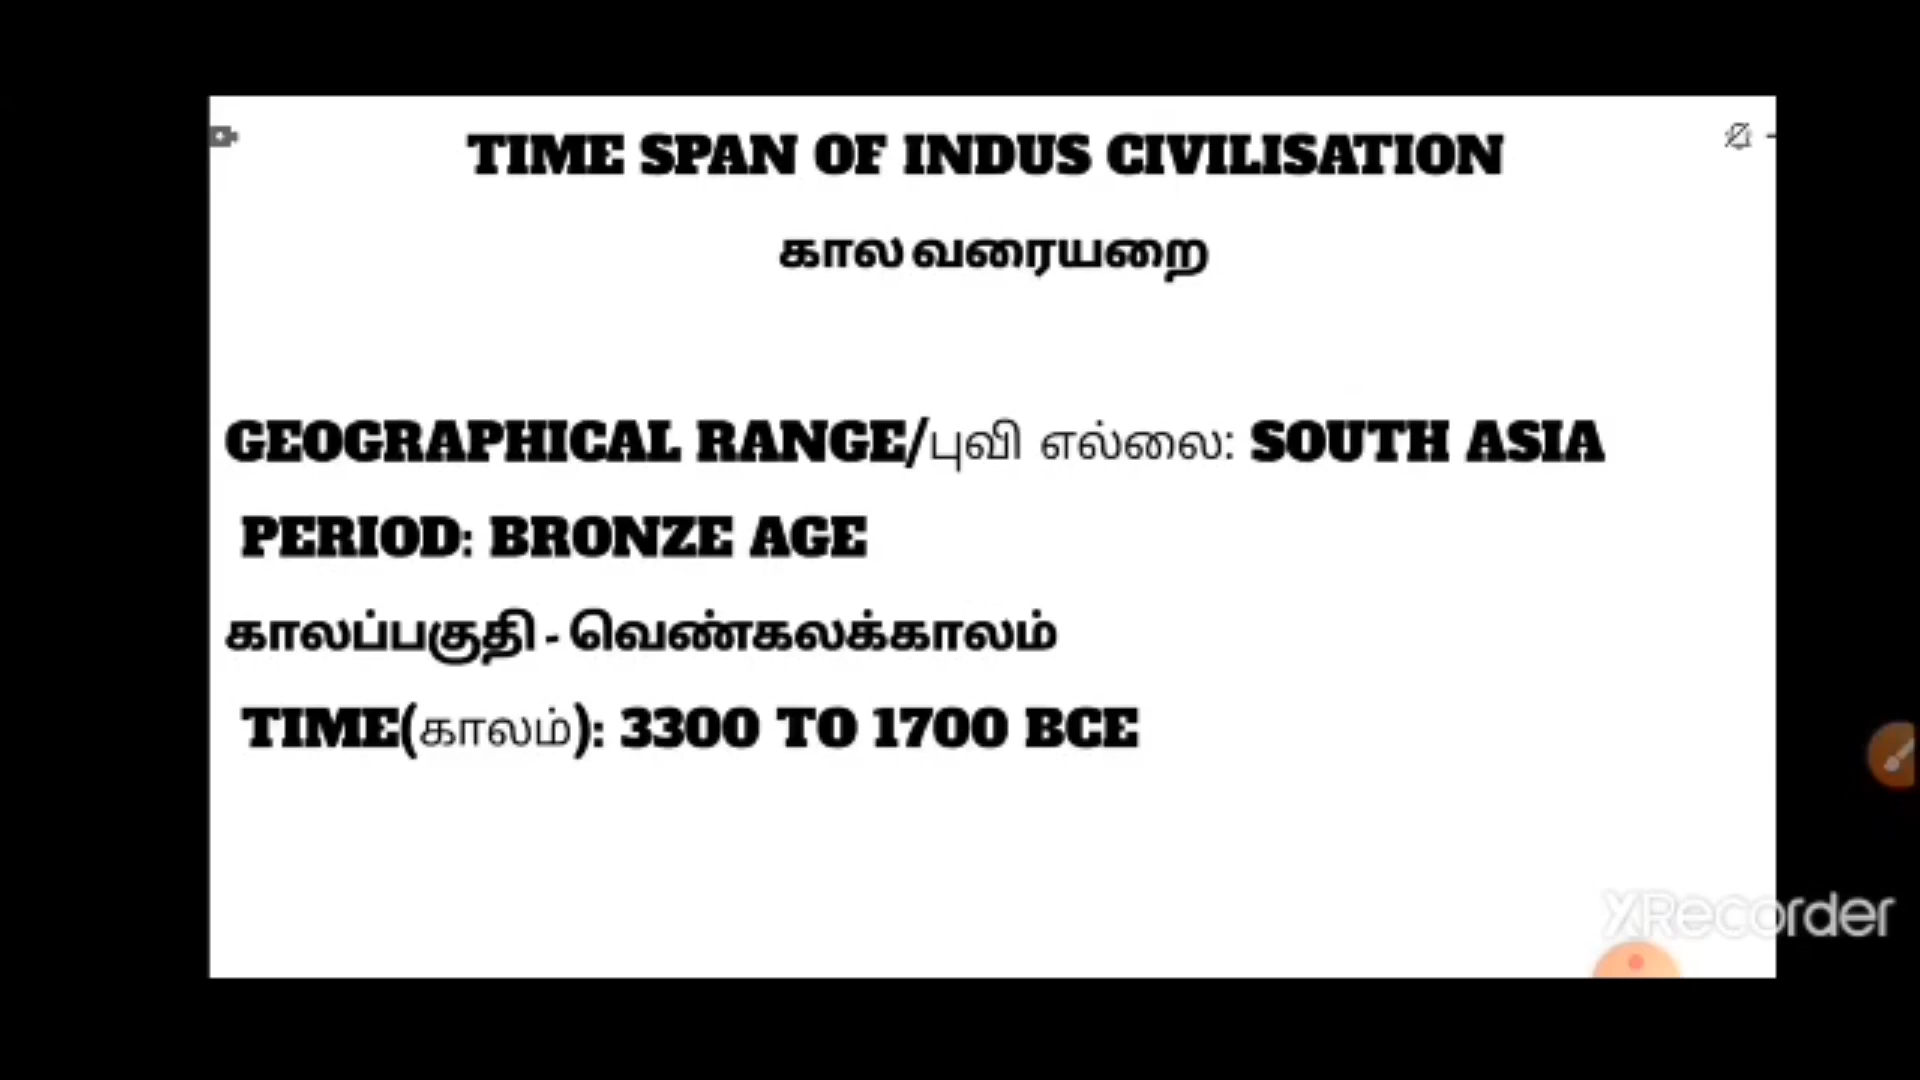 TIME SPAN OF INDUS CIVILISATION
கால வரையறை
GEOGRAPHICAL RANGE/புவி எல்லை: SOUTH ASIA
PERIOD: BRONZE AGE
காலப்பகுதி - வெண்கலக்காலம்
TIME(காலம்): 3300 TO 1700 BCE
XRecorder